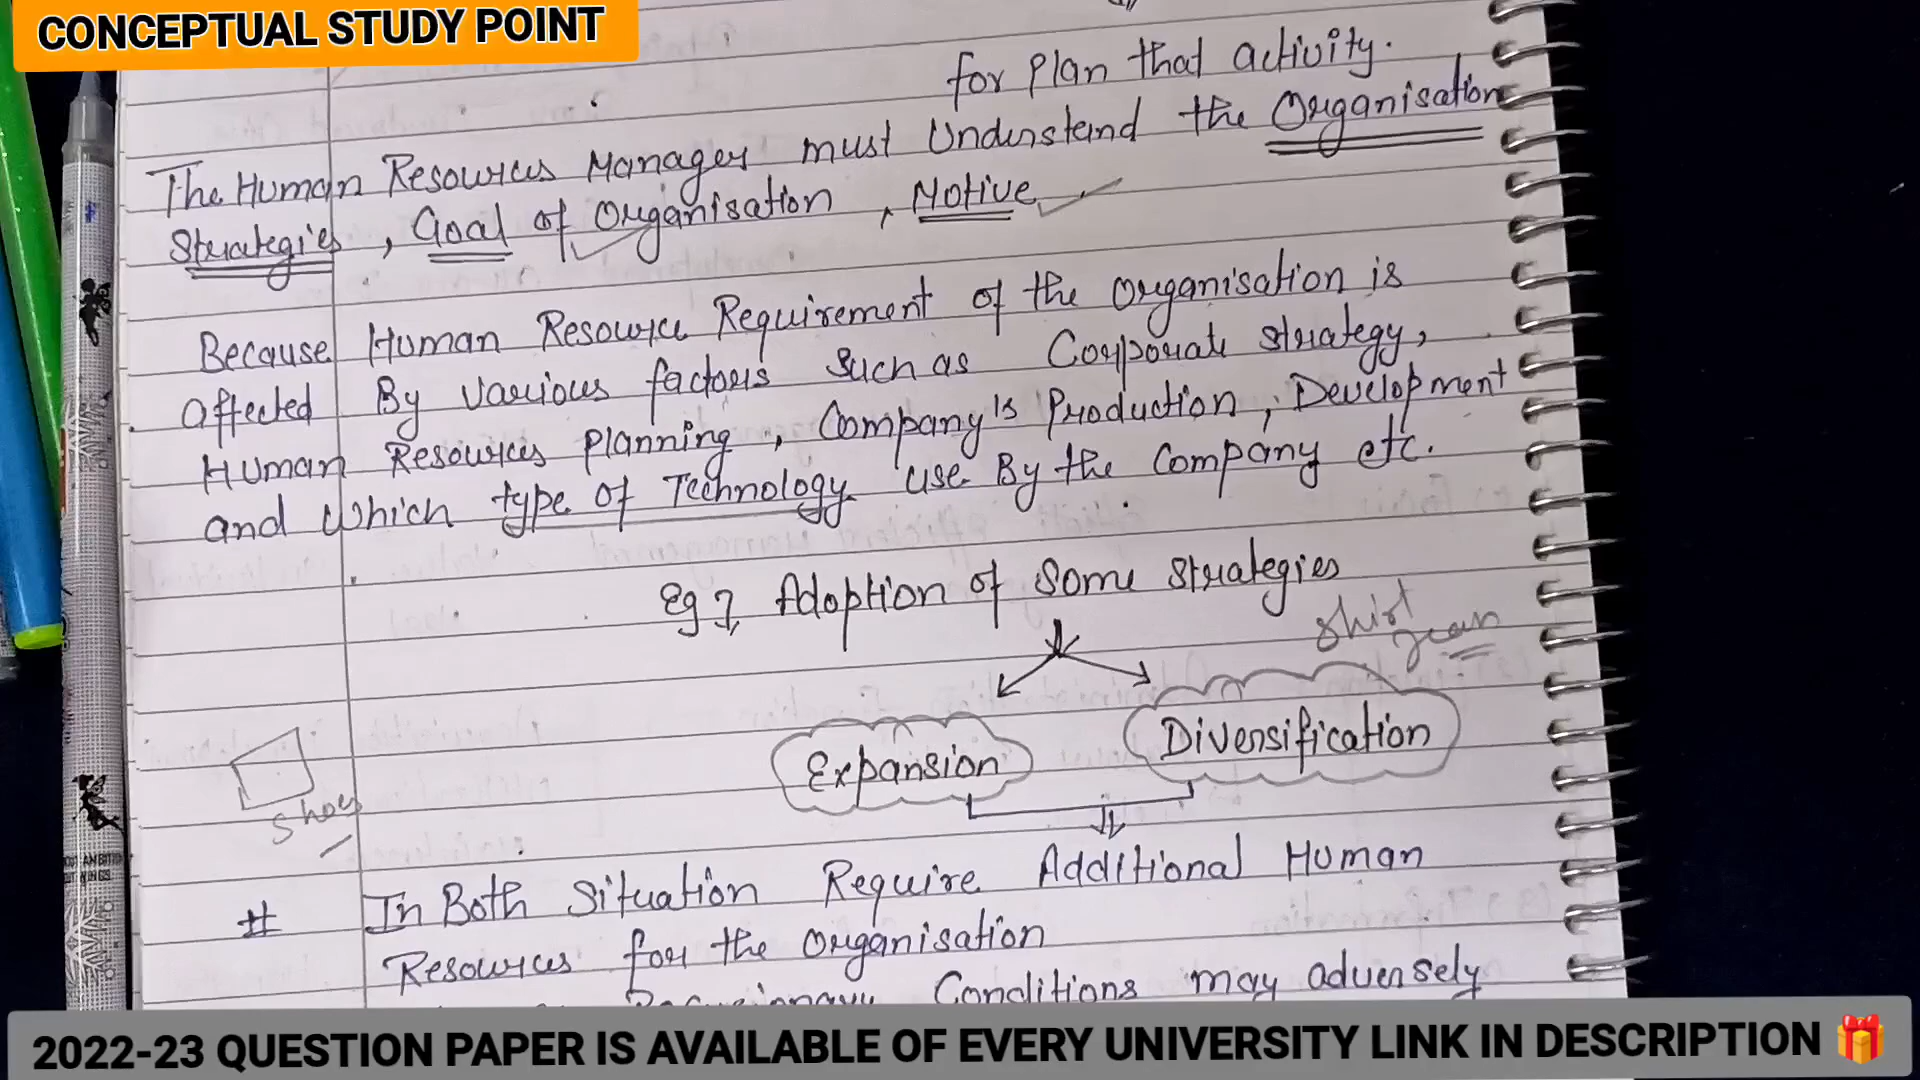 CONCEPTUAL STUDY POINT
for Plan that activity.
The Human Resources Manager must Understand the Organisation
Strategies, Goal of Organisation, Motive
Because Human Resource Requirement of the Organisation is
affected By various factors such as Corporate strategy,
Human Resources planning, Company's Production, Development
and which type of Technology use By the company etc.
Eg Adoption of Some Strategies
shirt
jean
Expansion Diversification
shoes
# In Both Situation Require Additional Human
Resources for the Organisation
Conditions may adversely
2022-23 QUESTION PAPER IS AVAILABLE OF EVERY UNIVERSITY LINK IN DESCRIPTION 🎁